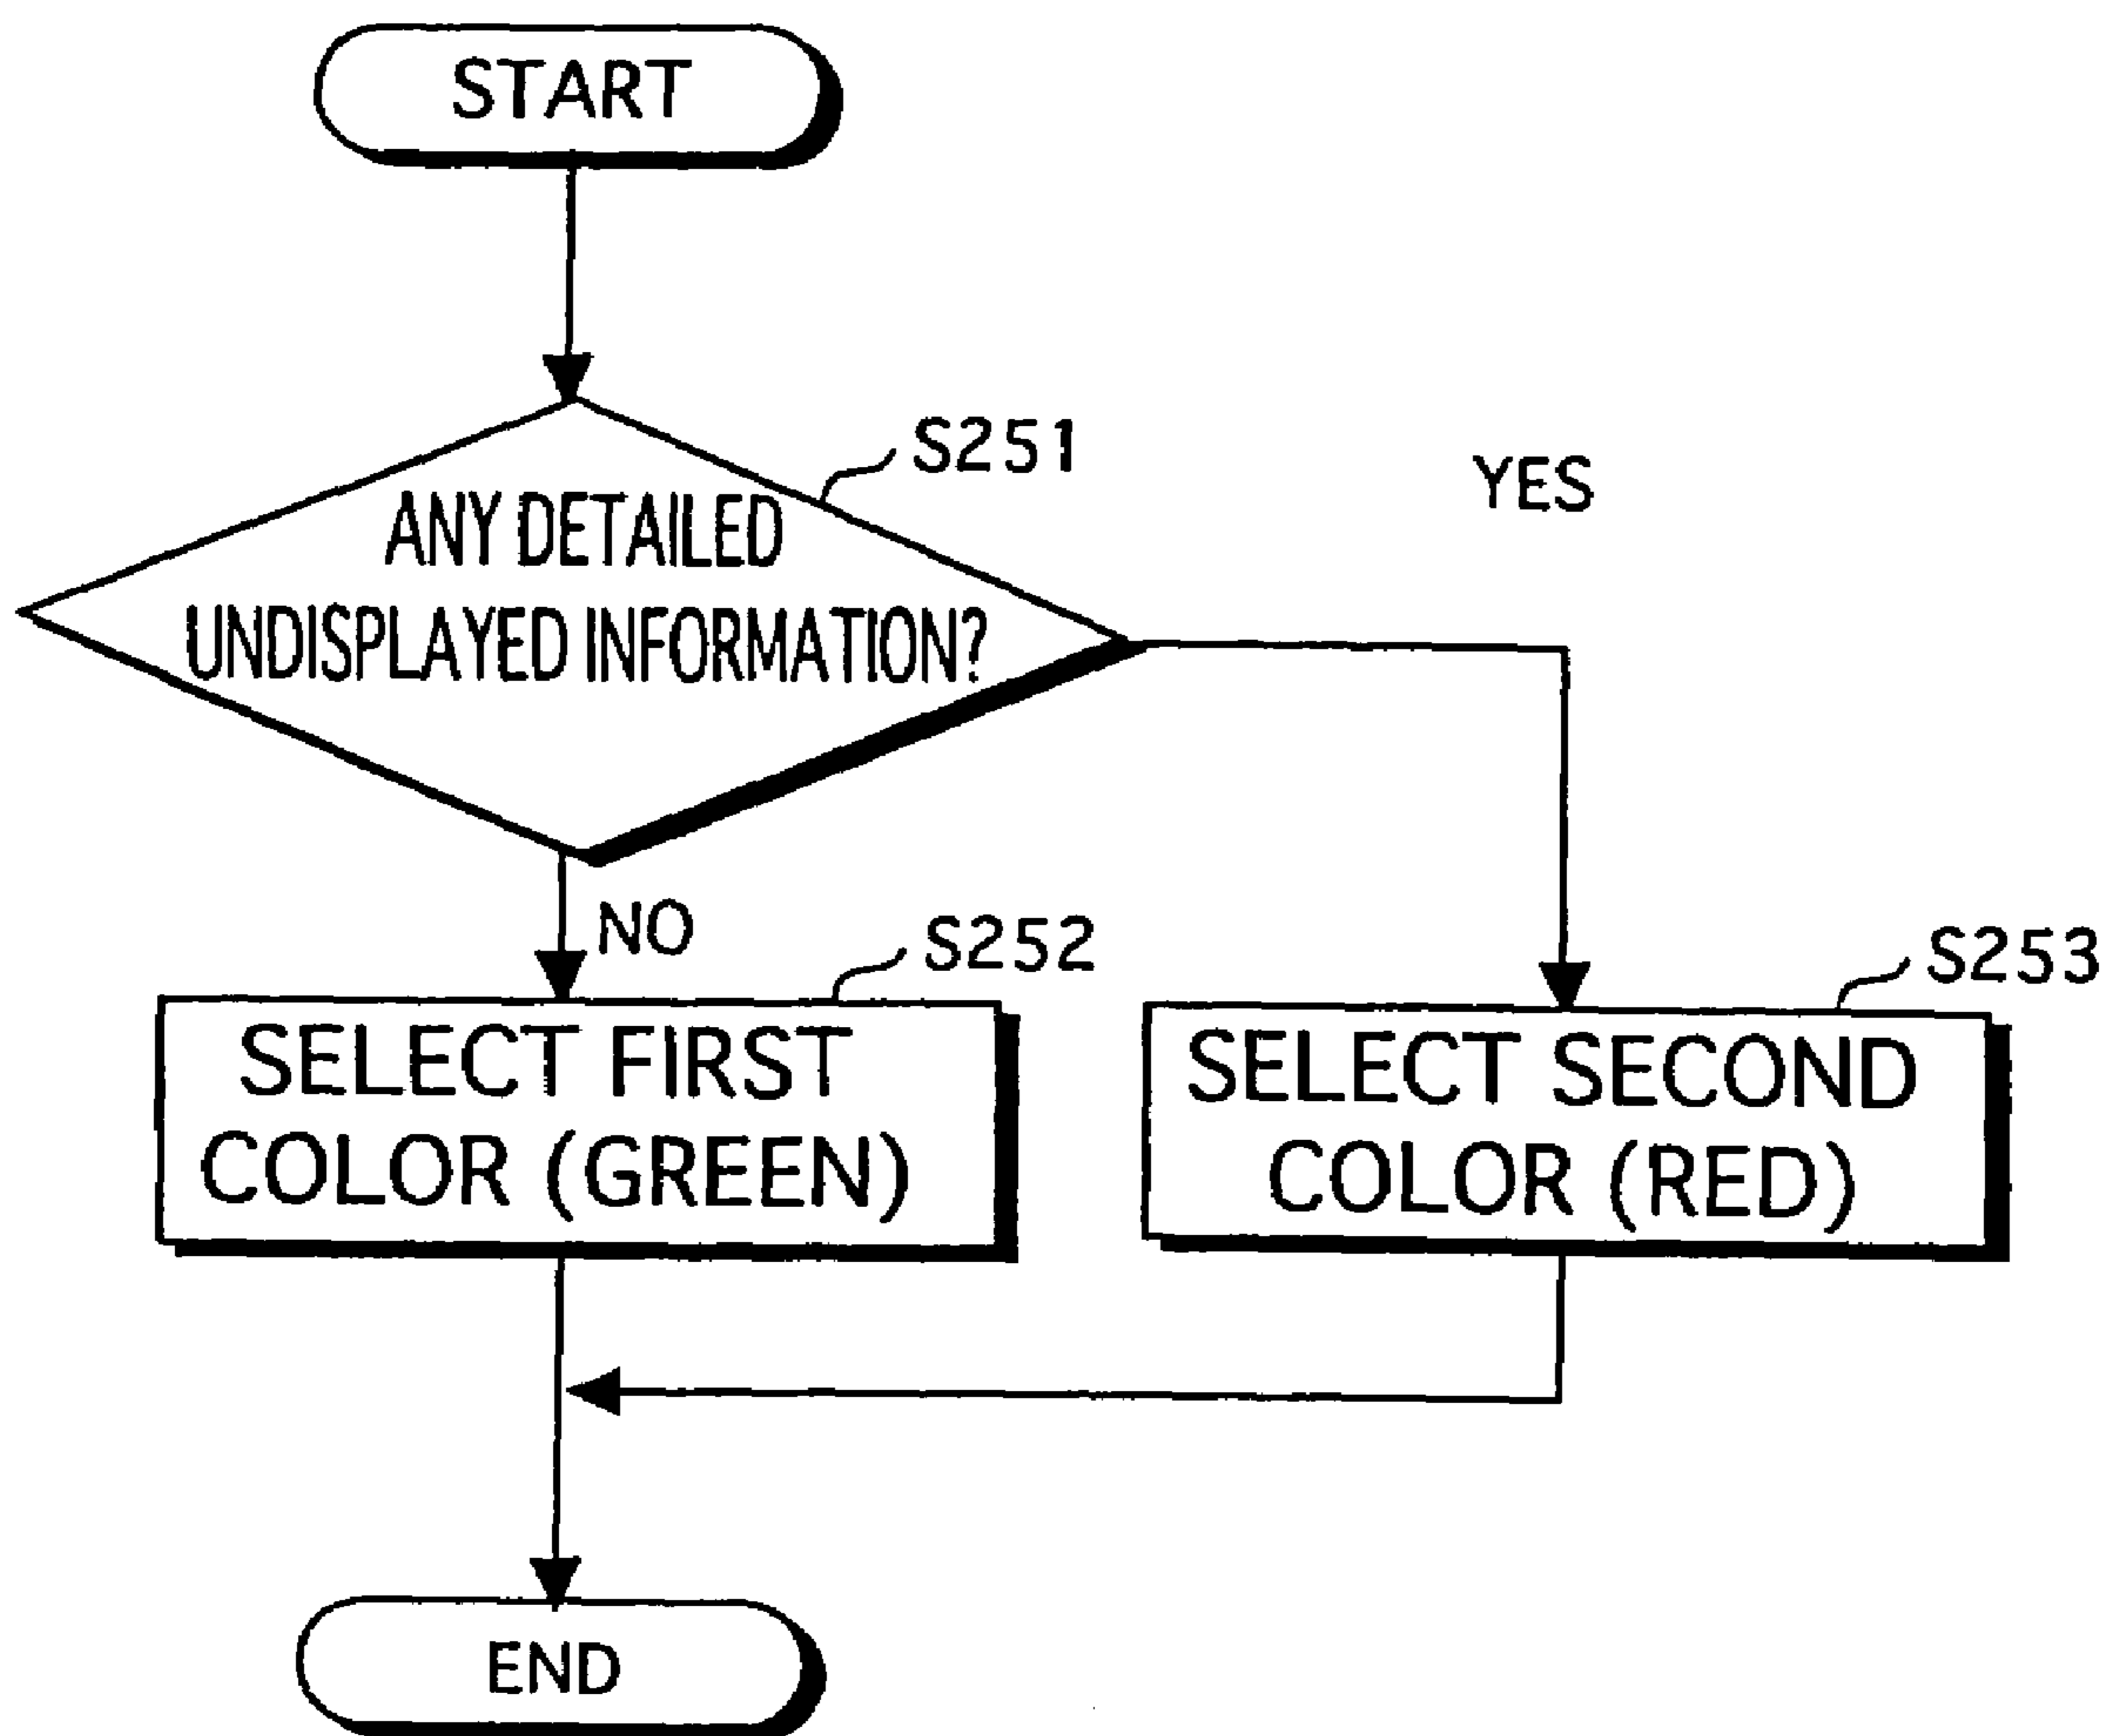 START
S251
YES
ANY DETAILED
UNDISPLAYED INFORMATION?
NO
S252
S253
SELECT FIRST
COLOR (GREEN)
SELECT SECOND
COLOR (RED)
END